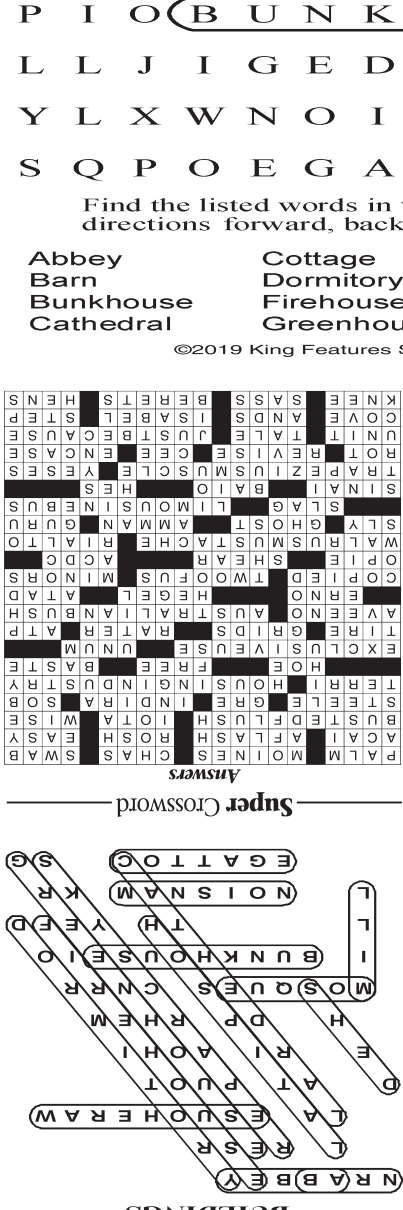 P I O B U N K
L L J I G E D
Y L X W N O I
S Q P O E G A
Find the listed words in
directions forward, back
Abbey Cottage
Barn Dormitory
Bunkhouse Firehouse
Cathedral Greenhou
©2019 King Features S
Super Crossword
Answers
P A L M M O I N E S C H A S S W A B
A C A I A F L A S H R O S H E A S Y
B U S T E D F L U S H I O T A W I S E
S T E E L E G R E I N D I R A S O B
T E R R I H O U S I N G I N D U S T R Y
H O E F R E E B A S T E
E X C L U S I V E U S E U N U M
T I R E G R I D S R A T E R A T P
A V E E N O A U S T R A L I A N B U S H
E R N O H E G E L A T A D
C O P I E D T W O O F U S M I N O R S
O P I E S H E A R A C D C
W A L R U S M U S T A C H E R I A L T O
S L Y G H O S T A M M A N G U R U
S L A G L I M O U S I N E B U S
S I N A I B A I O H E S
T R A P E Z I U S M U S C L E Y E S E S
R O T R E V I S E C E E E N C A S E
U N I T T A L E J U S T B E C A U S E
C O V E A N D S I S A B E L S T E P
K N E E S A S S B E R E T S H E N S
N R A B B E Y
L R E S R
L A E S U O H E R A W
A T P U O T
D E R I A O H I
H D P R H E M
M O S Q U E S C N R R
I B U N K H O U S E I O
L T H Y E F D
L N O I S N A M K R
E G A T T O C S G